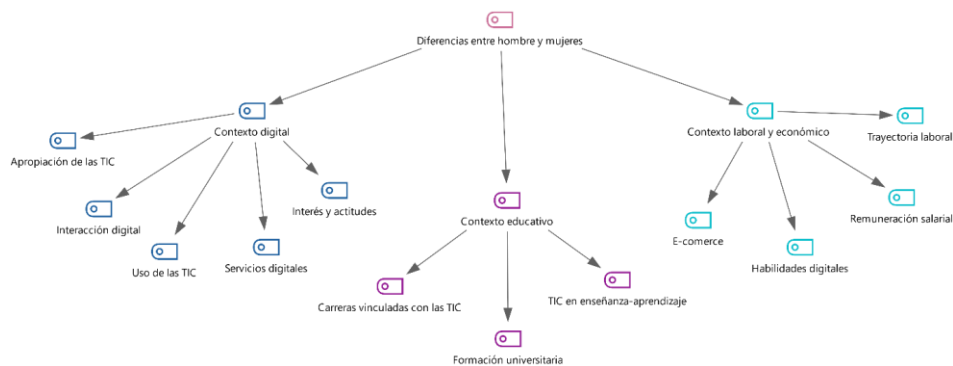 Diferencias entre hombre y mujeres
Contexto digital
Contexto laboral y económico
Trayectoria laboral
Apropiación de las TIC
Interés y actitudes
Contexto educativo
Remuneración salarial
Interacción digital
E-comerce
Uso de las TIC
Servicios digitales
Habilidades digitales
Carreras vinculadas con las TIC
TIC en enseñanza-aprendizaje
Formación universitaria